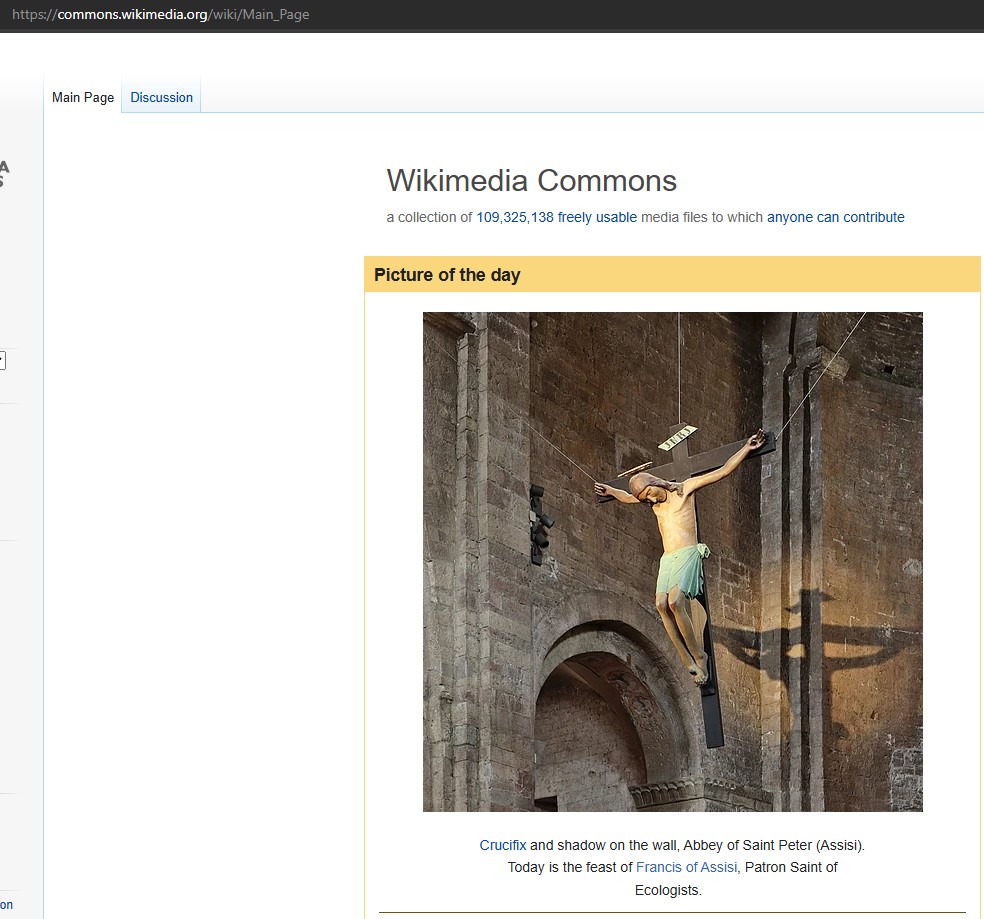 https://commons.wikimedia.org/wiki/Main_Page
Main Page
Discussion
A
S
Wikimedia Commons
a collection of 109,325,138 freely usable media files to which anyone can contribute
Picture of the day
Crucifix and shadow on the wall, Abbey of Saint Peter (Assisi).
Today is the feast of Francis of Assisi, Patron Saint of
Ecologists.
on